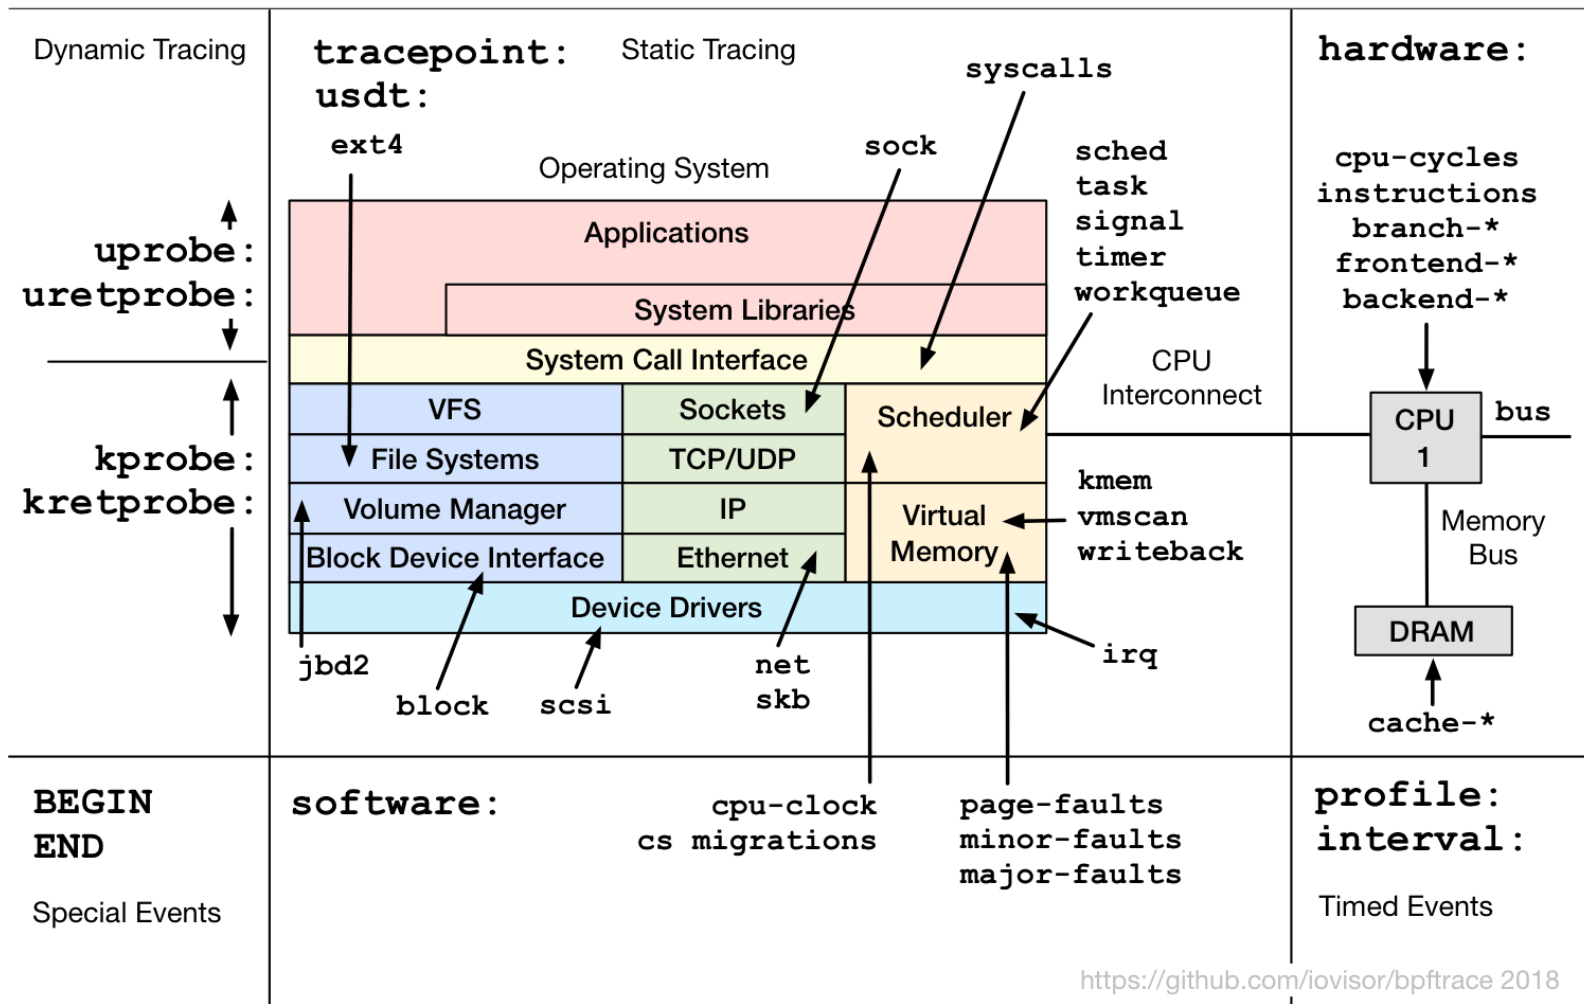 Dynamic Tracing
tracepoint:
usdt:
Static Tracing
syscalls
hardware:
ext4
Operating System
sock
sched
task
signal
timer
workqueue
cpu-cycles
instructions
branch-*
frontend-*
backend-*
uprobe:
uretprobe:
Applications
System Libraries
System Call Interface
CPU
Interconnect
kprobe:
kretprobe:
VFS
File Systems
Volume Manager
Block Device Interface
Sockets
TCP/UDP
IP
Ethernet
Scheduler
Virtual
Memory
Device Drivers
kmem
vmscan
writeback
CPU
1
bus
Memory
Bus
DRAM
cache-*
jbd2
block
scsi
net
skb
irq
BEGIN
END
Special Events
software:
cpu-clock
cs migrations
page-faults
minor-faults
major-faults
profile:
interval:
Timed Events
https://github.com/iovisor/bpftrace 2018